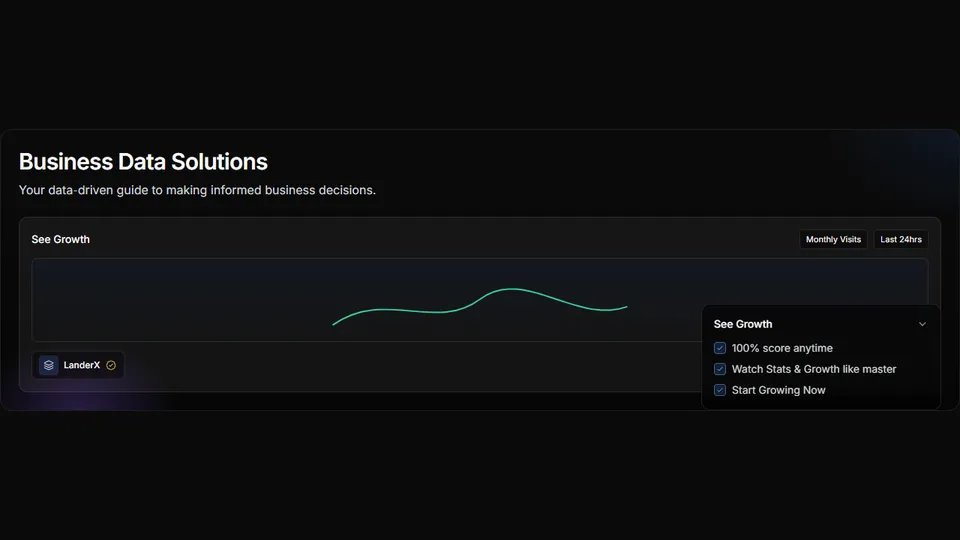 Business Data Solutions
Your data-driven guide to making informed business decisions.
See Growth
Monthly Visits
Last 24hrs
See Growth
100% score anytime
Watch Stats & Growth like master
Start Growing Now
LanderX